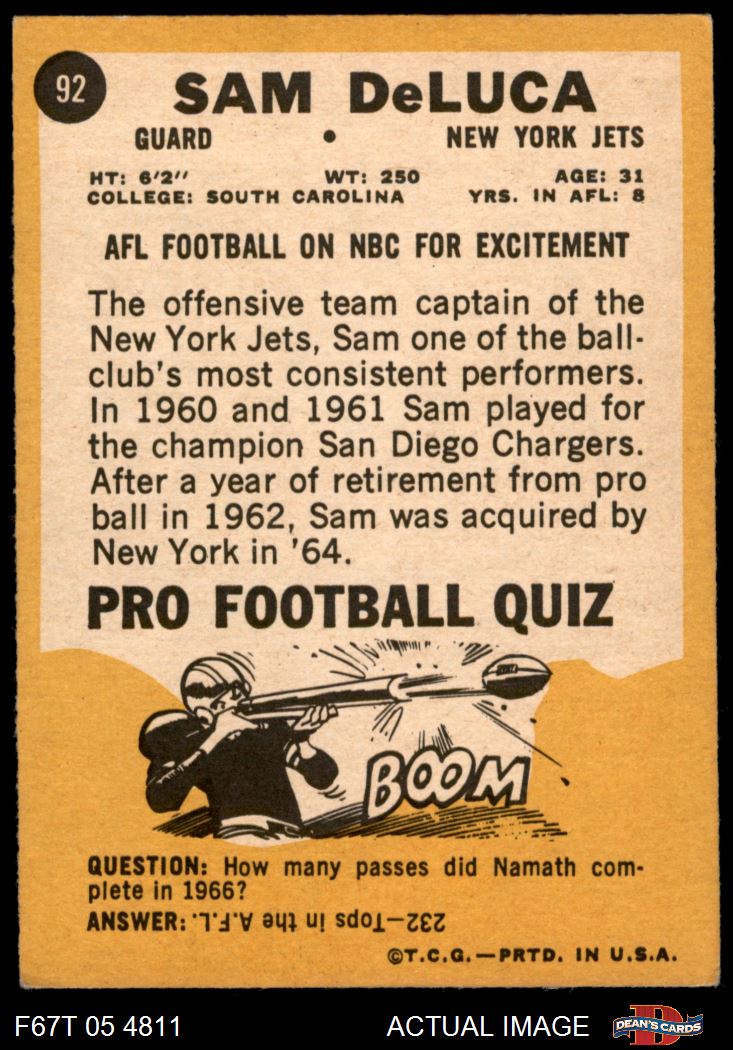 92
SAM DeLUCA
GUARD • NEW YORK JETS
HT: 6'2" WT: 250 AGE: 31
COLLEGE: SOUTH CAROLINA YRS. IN AFL: 8
AFL FOOTBALL ON NBC FOR EXCITEMENT
The offensive team captain of the
New York Jets, Sam one of the ball-
club's most consistent performers.
In 1960 and 1961 Sam played for
the champion San Diego Chargers.
After a year of retirement from pro
ball in 1962, Sam was acquired by
New York in '64.
PRO FOOTBALL QUIZ
BOOM
QUESTION: How many passes did Namath com-
plete in 1966?
ANSWER: 232—Tops in the A.F.L.
©T.C.G.—PRTD. IN U.S.A.
F67T 05 4811 ACTUAL IMAGE
D
DEAN'S CARDS